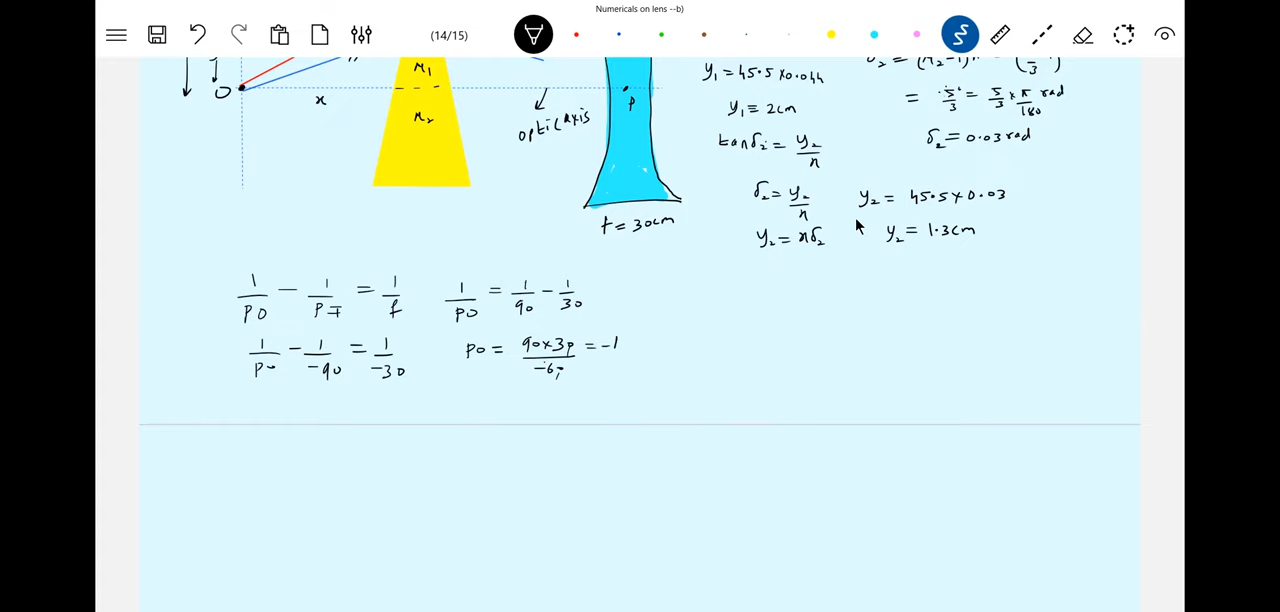 Numericals on lens --b)
(14/15)
O
x
μ1
μ2
optic axis
P
f = 30cm
y1 = 45.5 x 0.044
y1 = 2cm
tan δ2 = y2/x
δ2 = y2/x
y2 = xδ2
= 5°/3 = 5/3 x π/180 rad
δ2 = 0.03 rad
y2 = 45.5 x 0.03
y2 = 1.3cm
1/PO - 1/PI = 1/f
1/PO - 1/-90 = 1/-30
1/PO = 1/90 - 1/30
PO = 90x30/-60 = -1